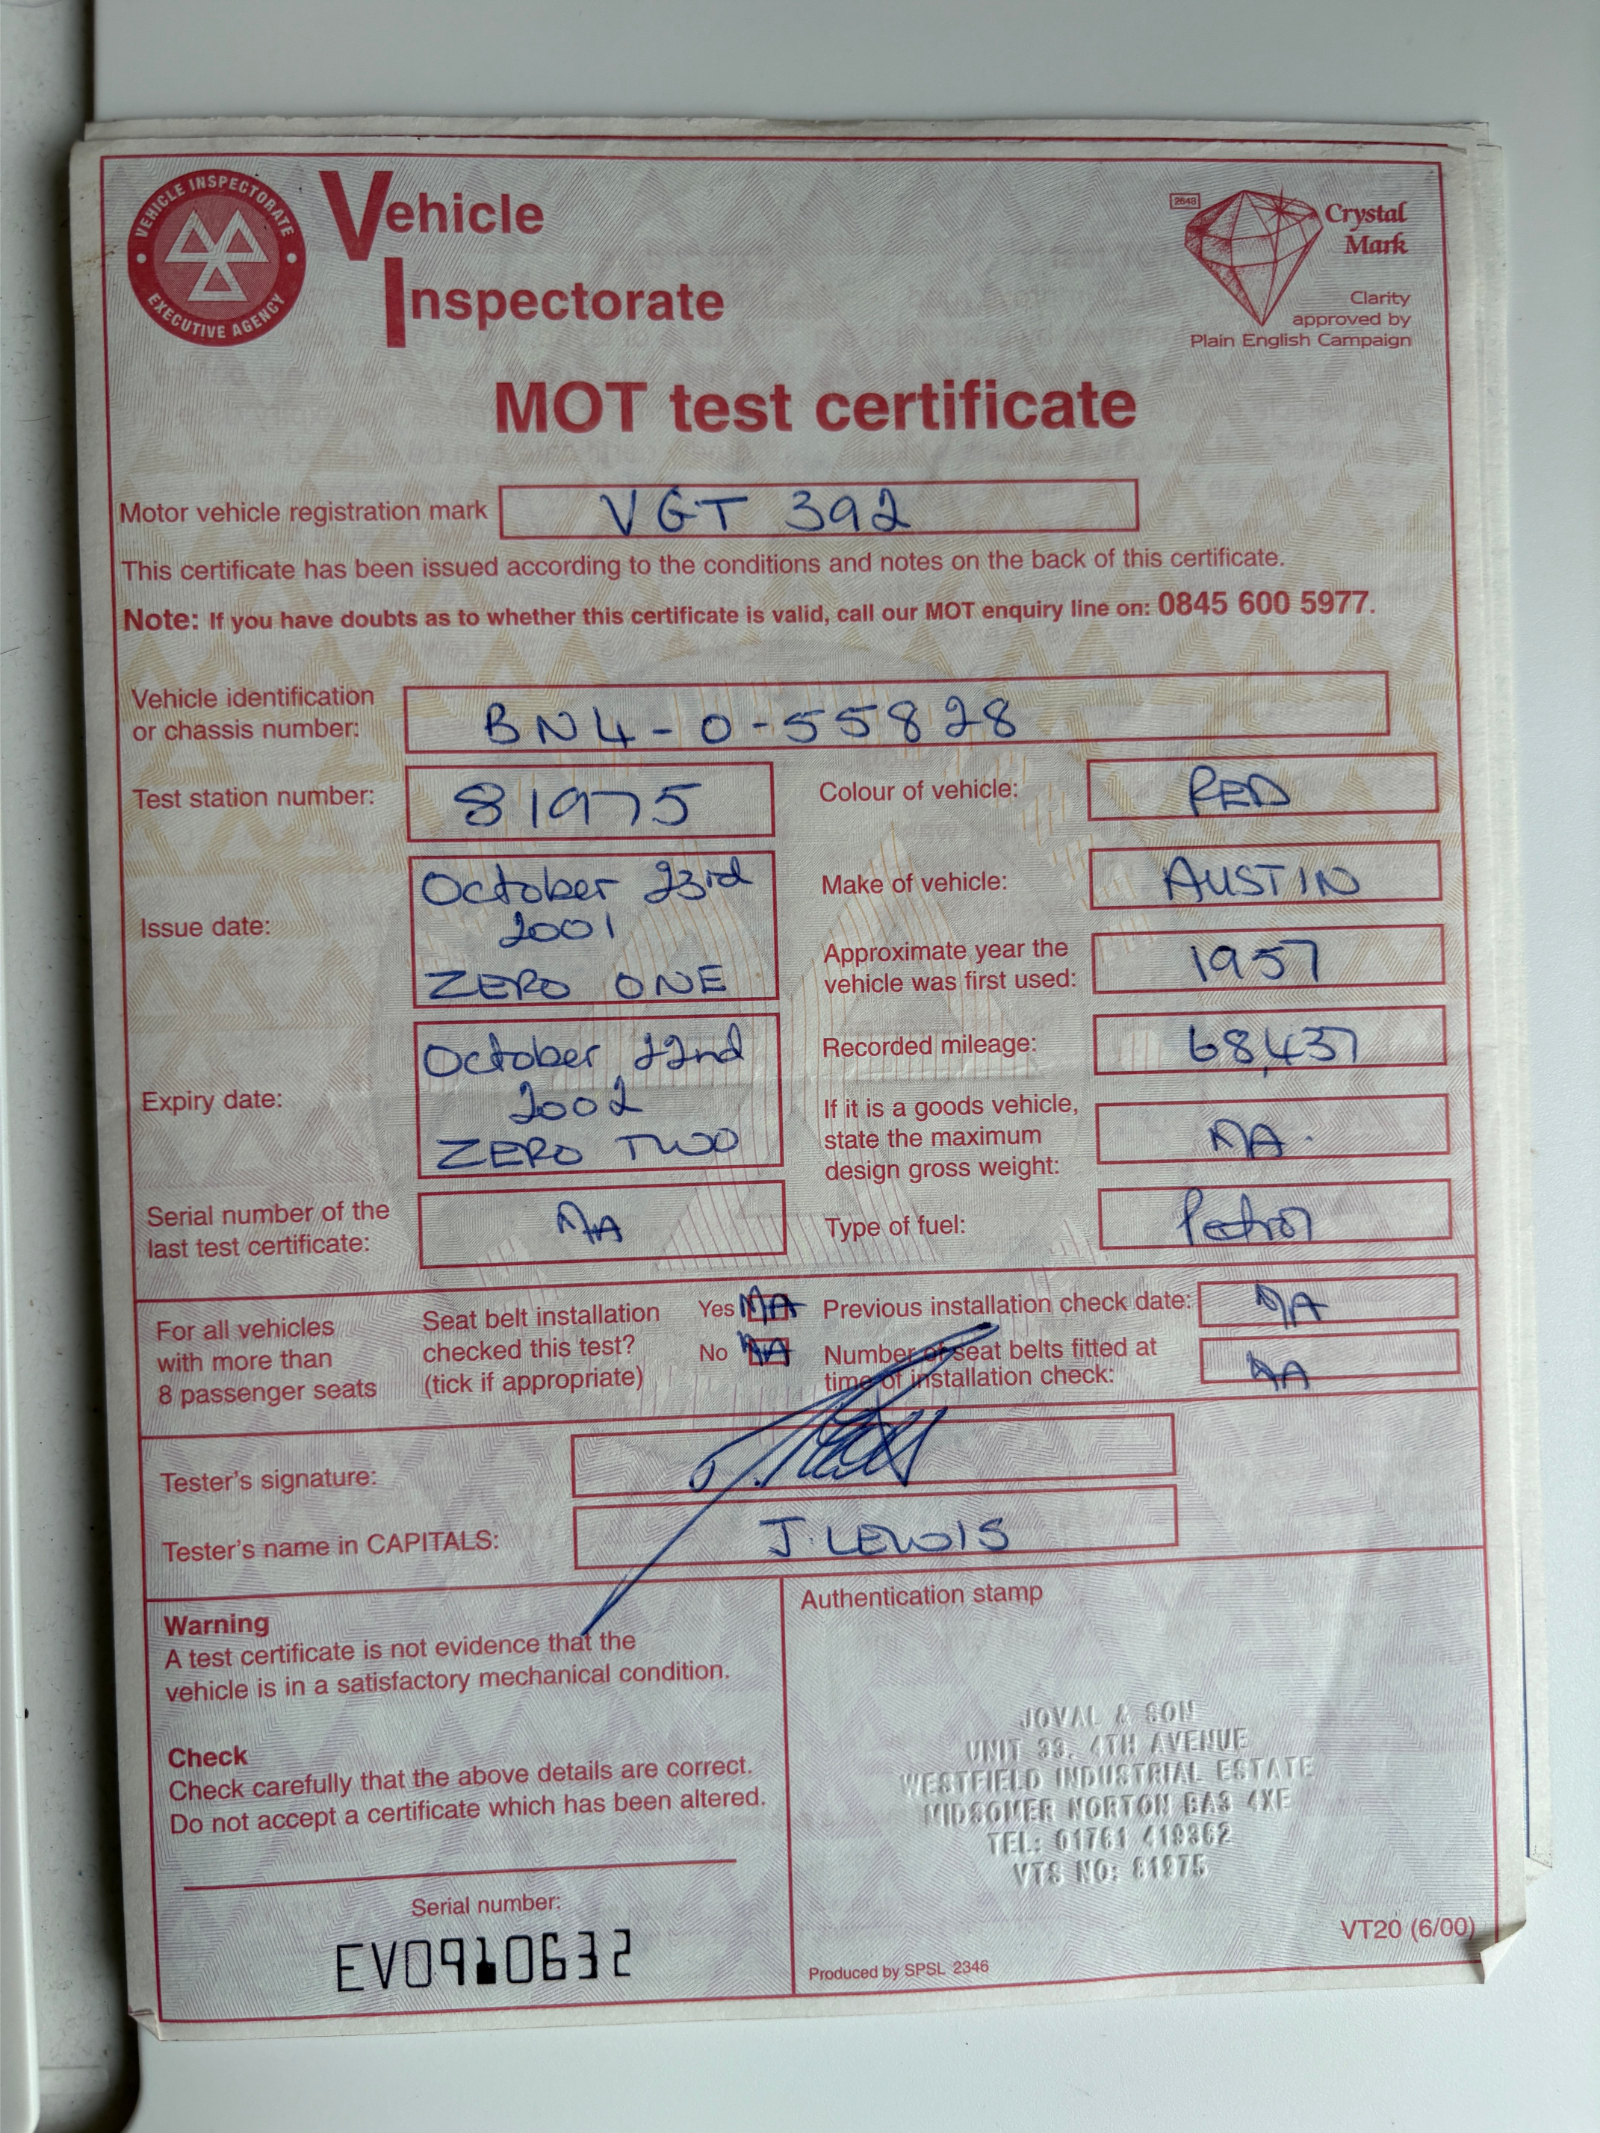 VEHICLE INSPECTORATE
EXECUTIVE AGENCY
Vehicle
Inspectorate
2648
Crystal
Mark
Clarity
approved by
Plain English Campaign
MOT test certificate
Motor vehicle registration mark VGT 392
This certificate has been issued according to the conditions and notes on the back of this certificate.
Note: If you have doubts as to whether this certificate is valid, call our MOT enquiry line on: 0845 600 5977.
Vehicle identification
or chassis number: BN4-0-55828
Test station number: 81975
Colour of vehicle: RED
Issue date: October 23rd
2001
ZERO ONE
Make of vehicle: AUSTIN
Approximate year the
vehicle was first used: 1957
Expiry date: October 22nd
2002
ZERO TWO
Recorded mileage: 68,437
If it is a goods vehicle,
state the maximum
design gross weight: NA.
Serial number of the
last test certificate: NA
Type of fuel: Petrol
For all vehicles
with more than
8 passenger seats
Seat belt installation
checked this test?
(tick if appropriate)
Yes NA
No NA
Previous installation check date: NA
Number of seat belts fitted at
time of installation check: NA
Tester's signature:
Tester's name in CAPITALS: J. LEWIS
Warning
A test certificate is not evidence that the
vehicle is in a satisfactory mechanical condition.
Check
Check carefully that the above details are correct.
Do not accept a certificate which has been altered.
Serial number:
EV0910632
Authentication stamp
JOVAL & SON
UNIT 33, 4TH AVENUE
WESTFIELD INDUSTRIAL ESTATE
MIDSOMER NORTON BA3 4XE
TEL: 01761 419362
VTS NO: 81975
Produced by SPSL 2346
VT20 (6/00)